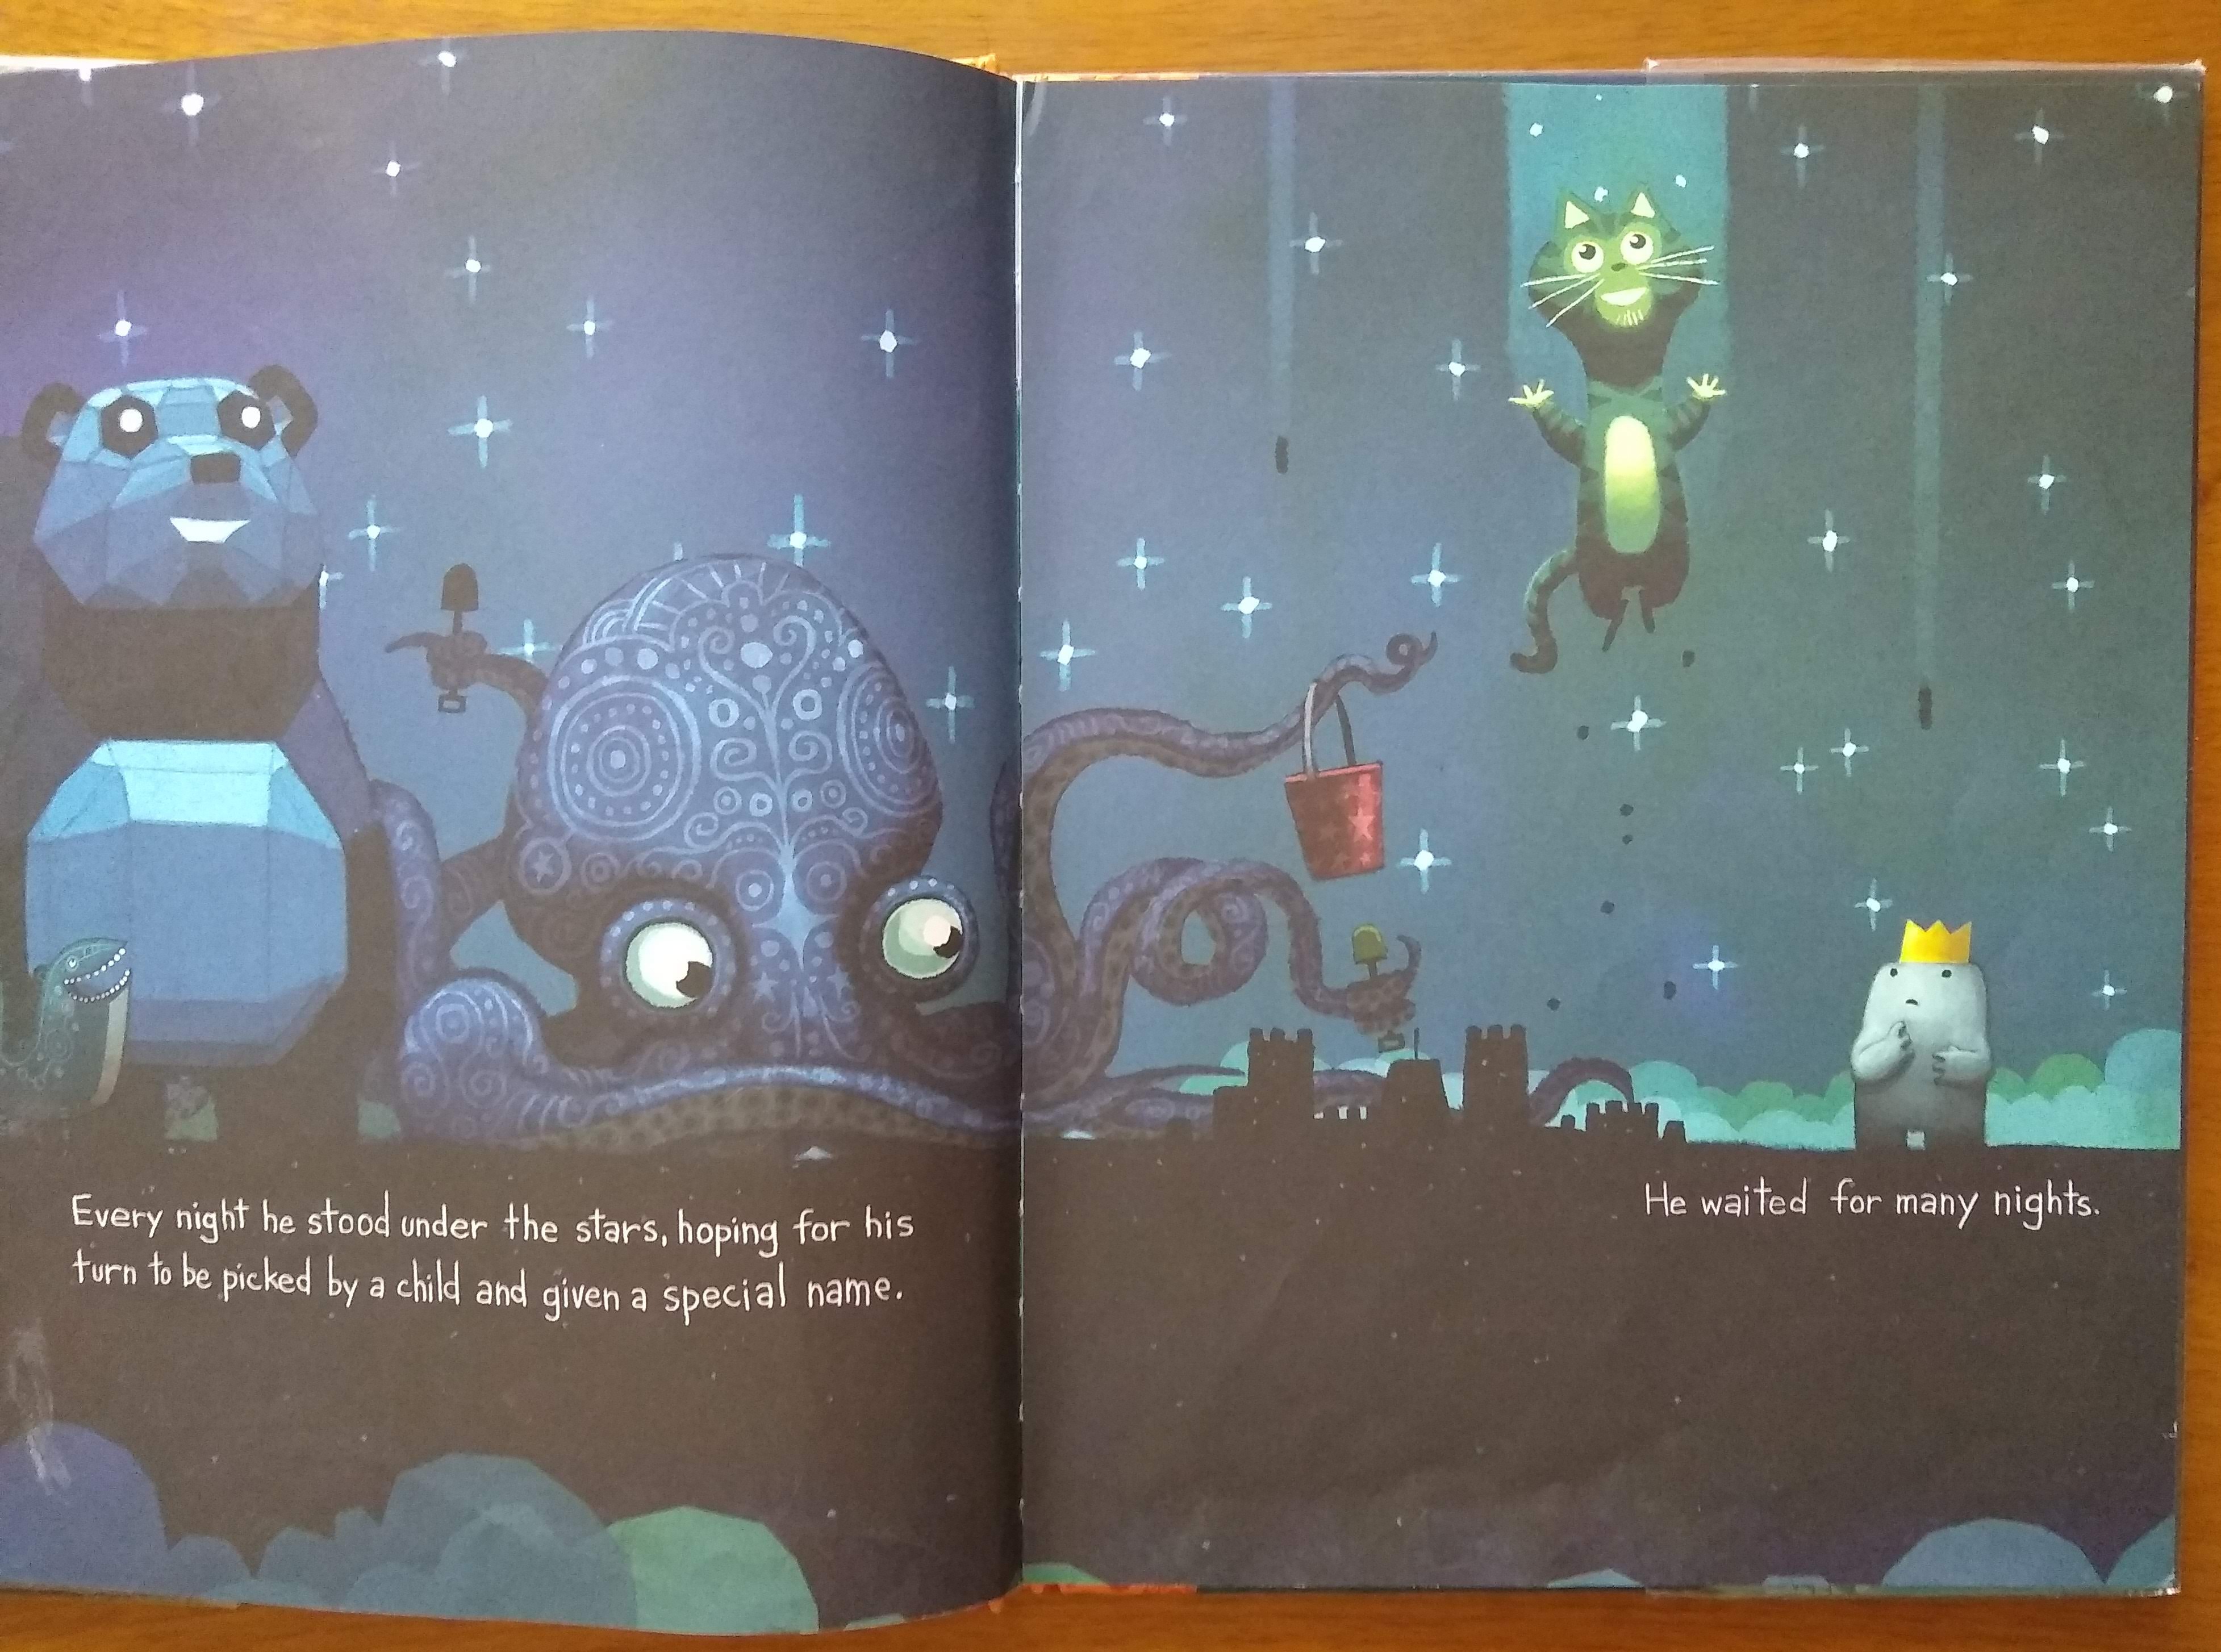 Every night he stood under the stars, hoping for his
turn to be picked by a child and given a special name.
He waited for many nights.